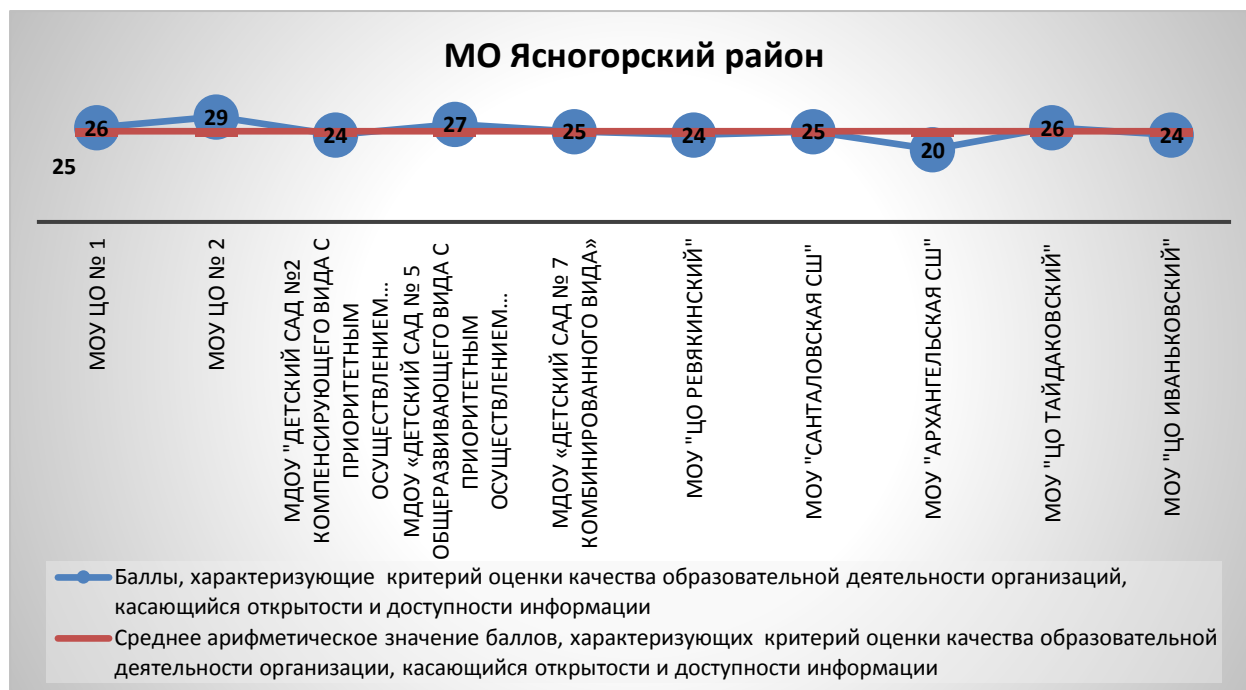 МО Ясногорский район
26
29
24
27
25
24
25
20
26
24
25
МОУ ЦО № 1
МОУ ЦО № 2
МДОУ "ДЕТСКИЙ САД №2
КОМПЕНСИРУЮЩЕГО ВИДА С
ПРИОРИТЕТНЫМ
ОСУЩЕСТВЛЕНИЕМ…
МДОУ «ДЕТСКИЙ САД № 5
ОБЩЕРАЗВИВАЮЩЕГО ВИДА С
ПРИОРИТЕТНЫМ
ОСУЩЕСТВЛЕНИЕМ…
МДОУ «ДЕТСКИЙ САД № 7
КОМБИНИРОВАННОГО ВИДА»
МОУ "ЦО РЕВЯКИНСКИЙ"
МОУ "САНТАЛОВСКАЯ СШ"
МОУ "АРХАНГЕЛЬСКАЯ СШ"
МОУ "ЦО ТАЙДАКОВСКИЙ"
МОУ "ЦО ИВАНЬКОВСКИЙ"
Баллы, характеризующие критерий оценки качества образовательной деятельности организаций,
касающийся открытости и доступности информации
Среднее арифметическое значение баллов, характеризующих критерий оценки качества образовательной
деятельности организации, касающийся открытости и доступности информации